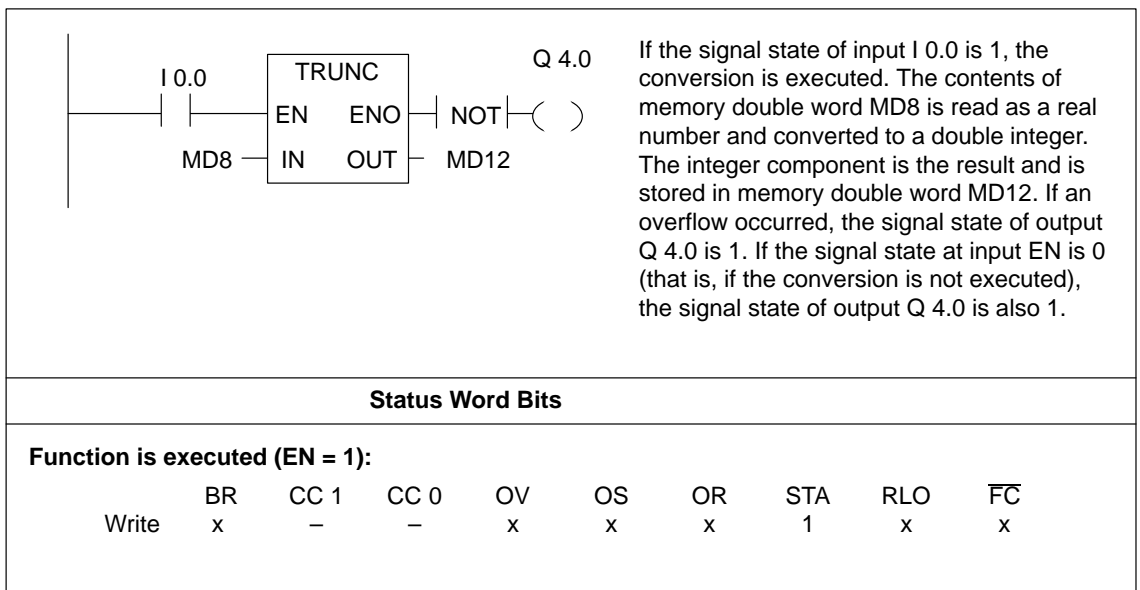 I 0.0
TRUNC
Q 4.0
EN ENO NOT
MD8 IN OUT MD12
If the signal state of input I 0.0 is 1, the
conversion is executed. The contents of
memory double word MD8 is read as a real
number and converted to a double integer.
The integer component is the result and is
stored in memory double word MD12. If an
overflow occurred, the signal state of output
Q 4.0 is 1. If the signal state at input EN is 0
(that is, if the conversion is not executed),
the signal state of output Q 4.0 is also 1.
Status Word Bits
Function is executed (EN = 1):
BR CC 1 CC 0 OV OS OR STA RLO F̅C̅
Write x – – x x x 1 x x